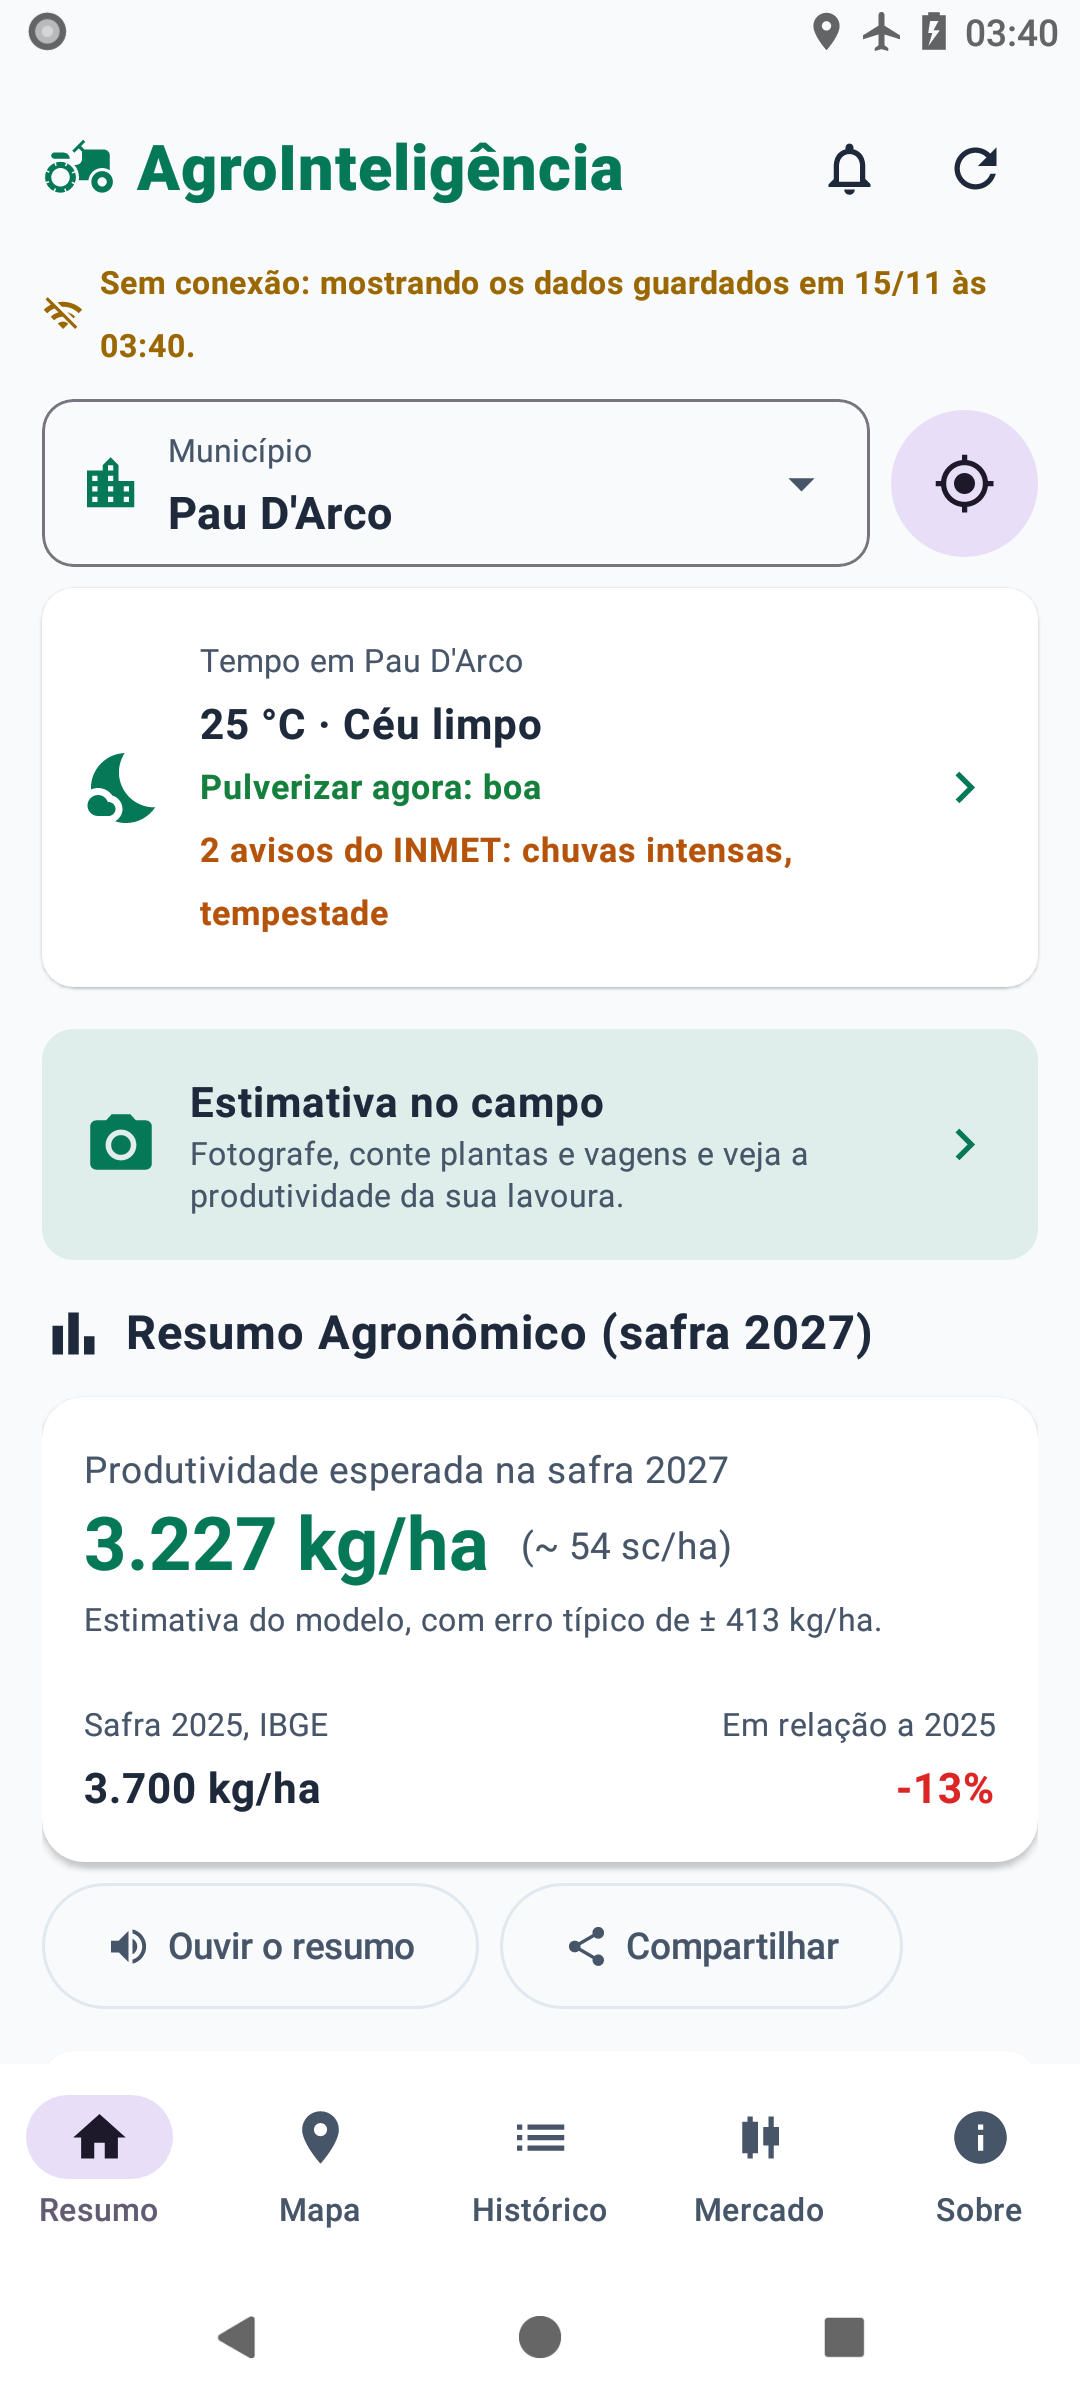 03:40
AgroInteligência
Sem conexão: mostrando os dados guardados em 15/11 às
03:40.
Município
Pau D'Arco
Tempo em Pau D'Arco
25 °C · Céu limpo
Pulverizar agora: boa
2 avisos do INMET: chuvas intensas,
tempestade
Estimativa no campo
Fotografe, conte plantas e vagens e veja a
produtividade da sua lavoura.
Resumo Agronômico (safra 2027)
Produtividade esperada na safra 2027
3.227 kg/ha (~ 54 sc/ha)
Estimativa do modelo, com erro típico de ± 413 kg/ha.
Safra 2025, IBGE Em relação a 2025
3.700 kg/ha -13%
Ouvir o resumo Compartilhar
Resumo Mapa Histórico Mercado Sobre